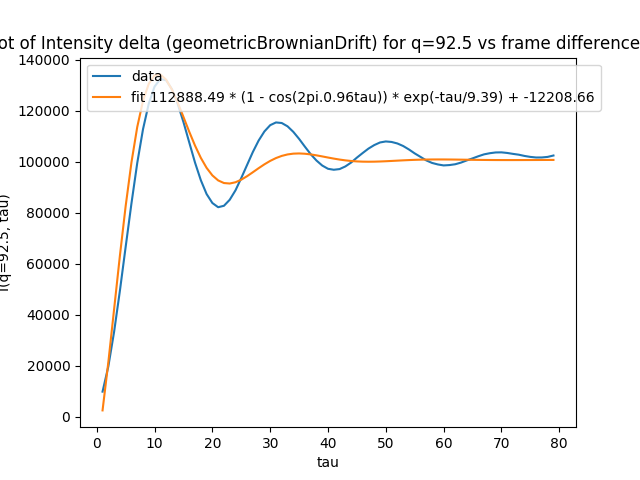 ot of Intensity delta (geometricBrownianDrift) for q=92.5 vs frame difference
data
fit 112888.49 * (1 - cos(2pi.0.96tau)) * exp(-tau/9.39) + -12208.66
140000
120000
100000
80000
60000
40000
20000
0
I(q=92.5, tau)
0 10 20 30 40 50 60 70 80
tau